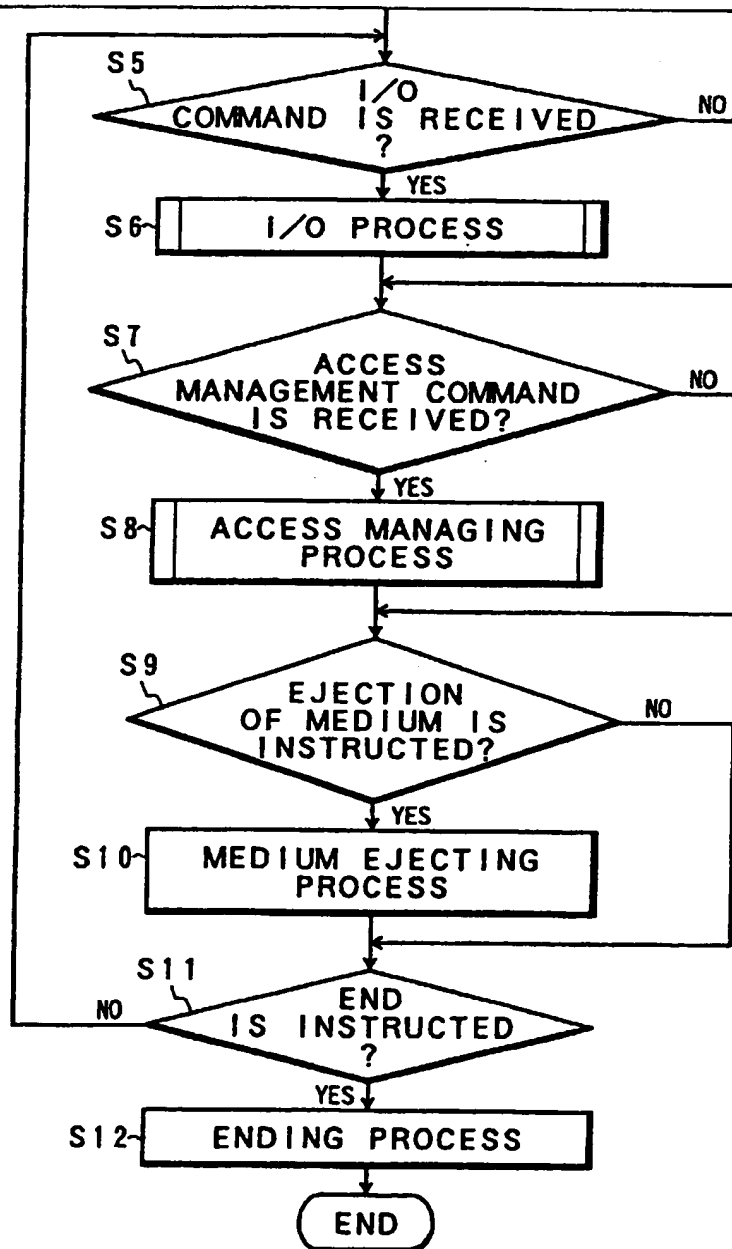 S5
I/O
COMMAND IS RECEIVED
?
NO
YES
S6
I/O PROCESS
S7
ACCESS
MANAGEMENT COMMAND
IS RECEIVED?
NO
YES
S8
ACCESS MANAGING
PROCESS
S9
EJECTION
OF MEDIUM IS
INSTRUCTED?
NO
YES
S10
MEDIUM EJECTING
PROCESS
S11
END
IS INSTRUCTED
?
NO
YES
S12
ENDING PROCESS
END